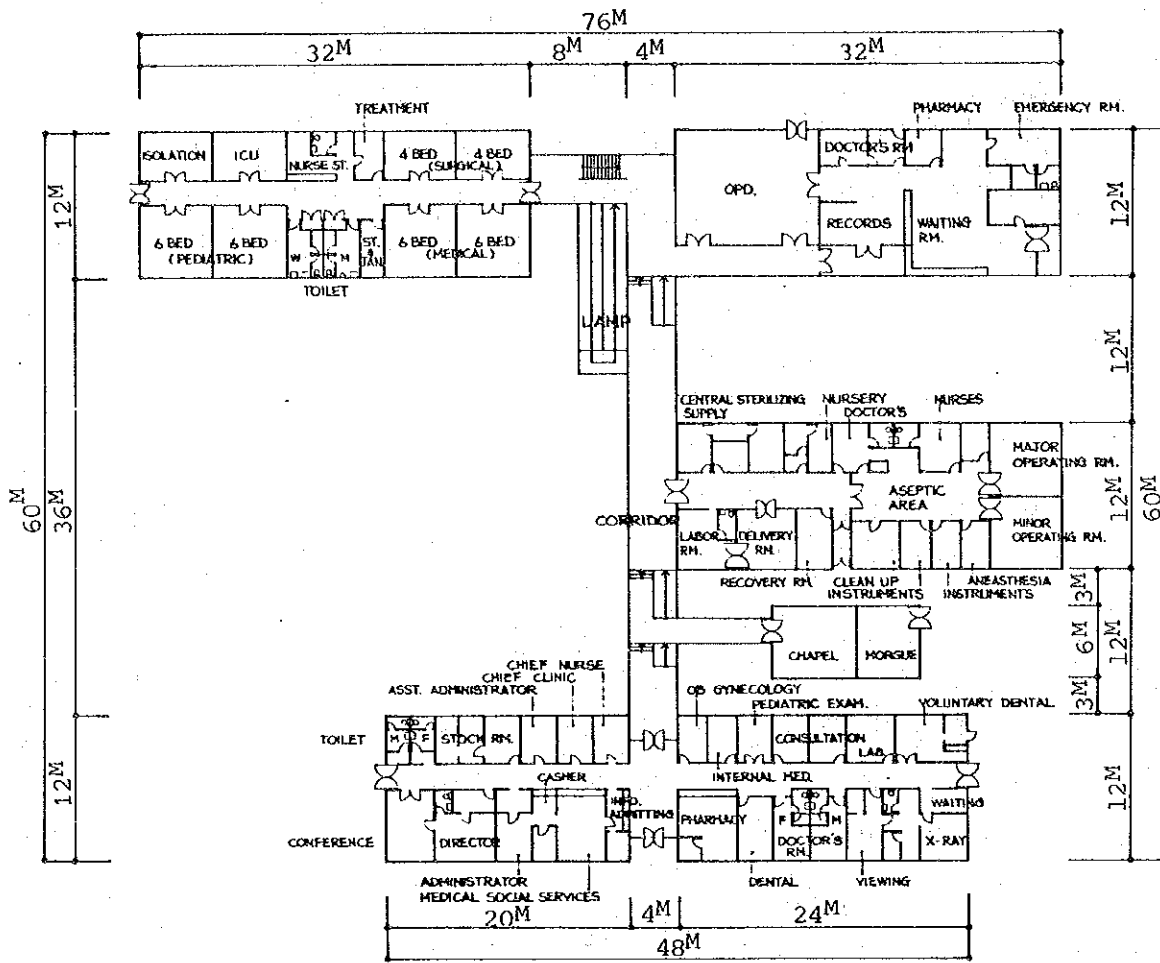 76M
32M
8M
4M
32M
TREATMENT
PHARMACY
EMERGENCY RM.
ISOLATION
ICU
NURSE ST.
4 BED
4 BED
(SURGICAL)
DOCTOR'S RM
OPD.
12M
12M
RECORDS
WAITING
RM.
6 BED
6 BED
(PEDIATRIC)
W
M
ST.
&
6 BED
6 BED
(MEDICAL)
TOILET
LAMP
12M
CENTRAL STERILIZING
SUPPLY
NURSERY
DOCTOR'S
NURSES
MAJOR
OPERATING RM.
ASEPTIC
AREA
60M
36M
12M
60M
CORRIDOR
LABOR
RM.
DELIVERY
RM.
MINOR
OPERATING RM.
RECOVERY RM.
CLEAN UP
INSTRUMENTS
ANEASTHESIA
INSTRUMENTS
3M
CHAPEL
MORGUE
6M
12M
3M
CHIEF NURSE
CHIEF CLINIC
ASST. ADMINISTRATOR
OB GYNECOLOGY
PEDIATRIC EXAM.
VOLUNTARY DENTAL
TOILET
M
F
STOCK RM.
CONSULTATION
LAB.
CASHER
INTERNAL MED.
12M
12M
INFO.
ADMITTING
WAITING
CONFERENCE
DIRECTOR
PHARMACY
F
M
DOCTOR'S
RM.
X-RAY
ADMINISTRATOR
MEDICAL SOCIAL SERVICES
DENTAL
VIEWING
20M
4M
24M
48M